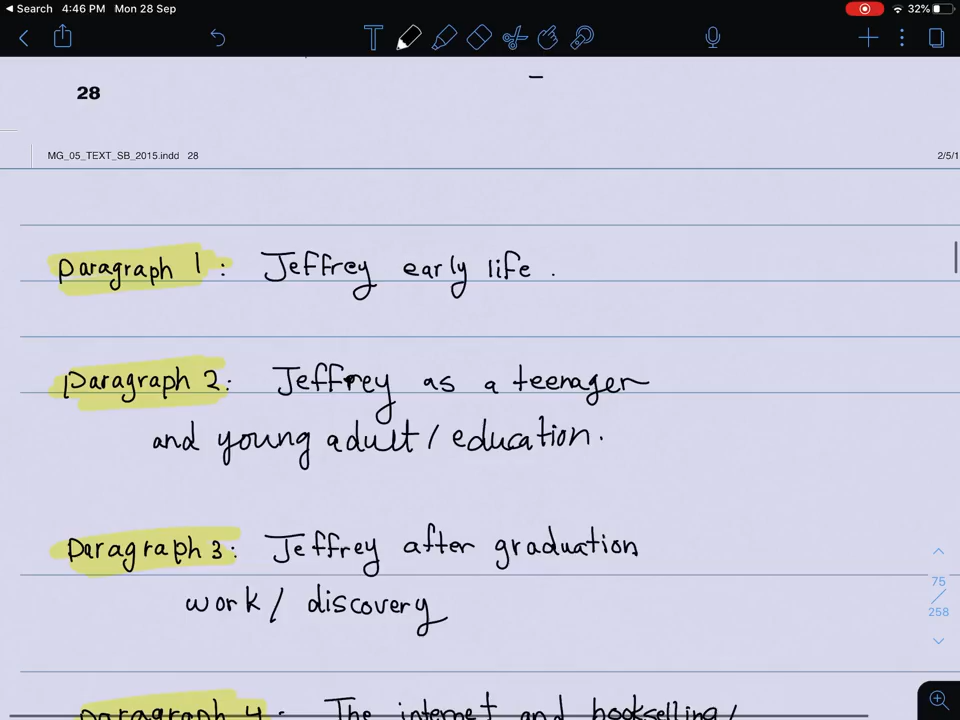 Search 4:46 PM Mon 28 Sep 32%
28
MG_05_TEXT_SB_2015.indd 28 2/5/1
Paragraph 1: Jeffrey early life.
Paragraph 2: Jeffrey as a teenager
and young adult / education.
Paragraph 3: Jeffrey after graduation
work / discovery
75
258
Paragraph 4: The internet and bookselling /